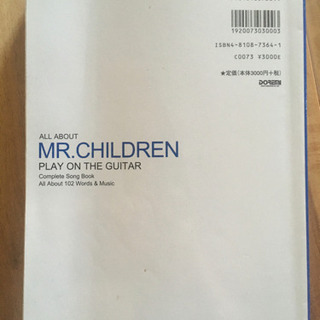 1920073030003
ISBN4-8108-7364-1
C0073 ¥3000E
★定価(本体3000円+税)
DOREMI
ALL ABOUT
MR.CHILDREN
PLAY ON THE GUITAR
Complete Song Book
All About 102 Words & Music